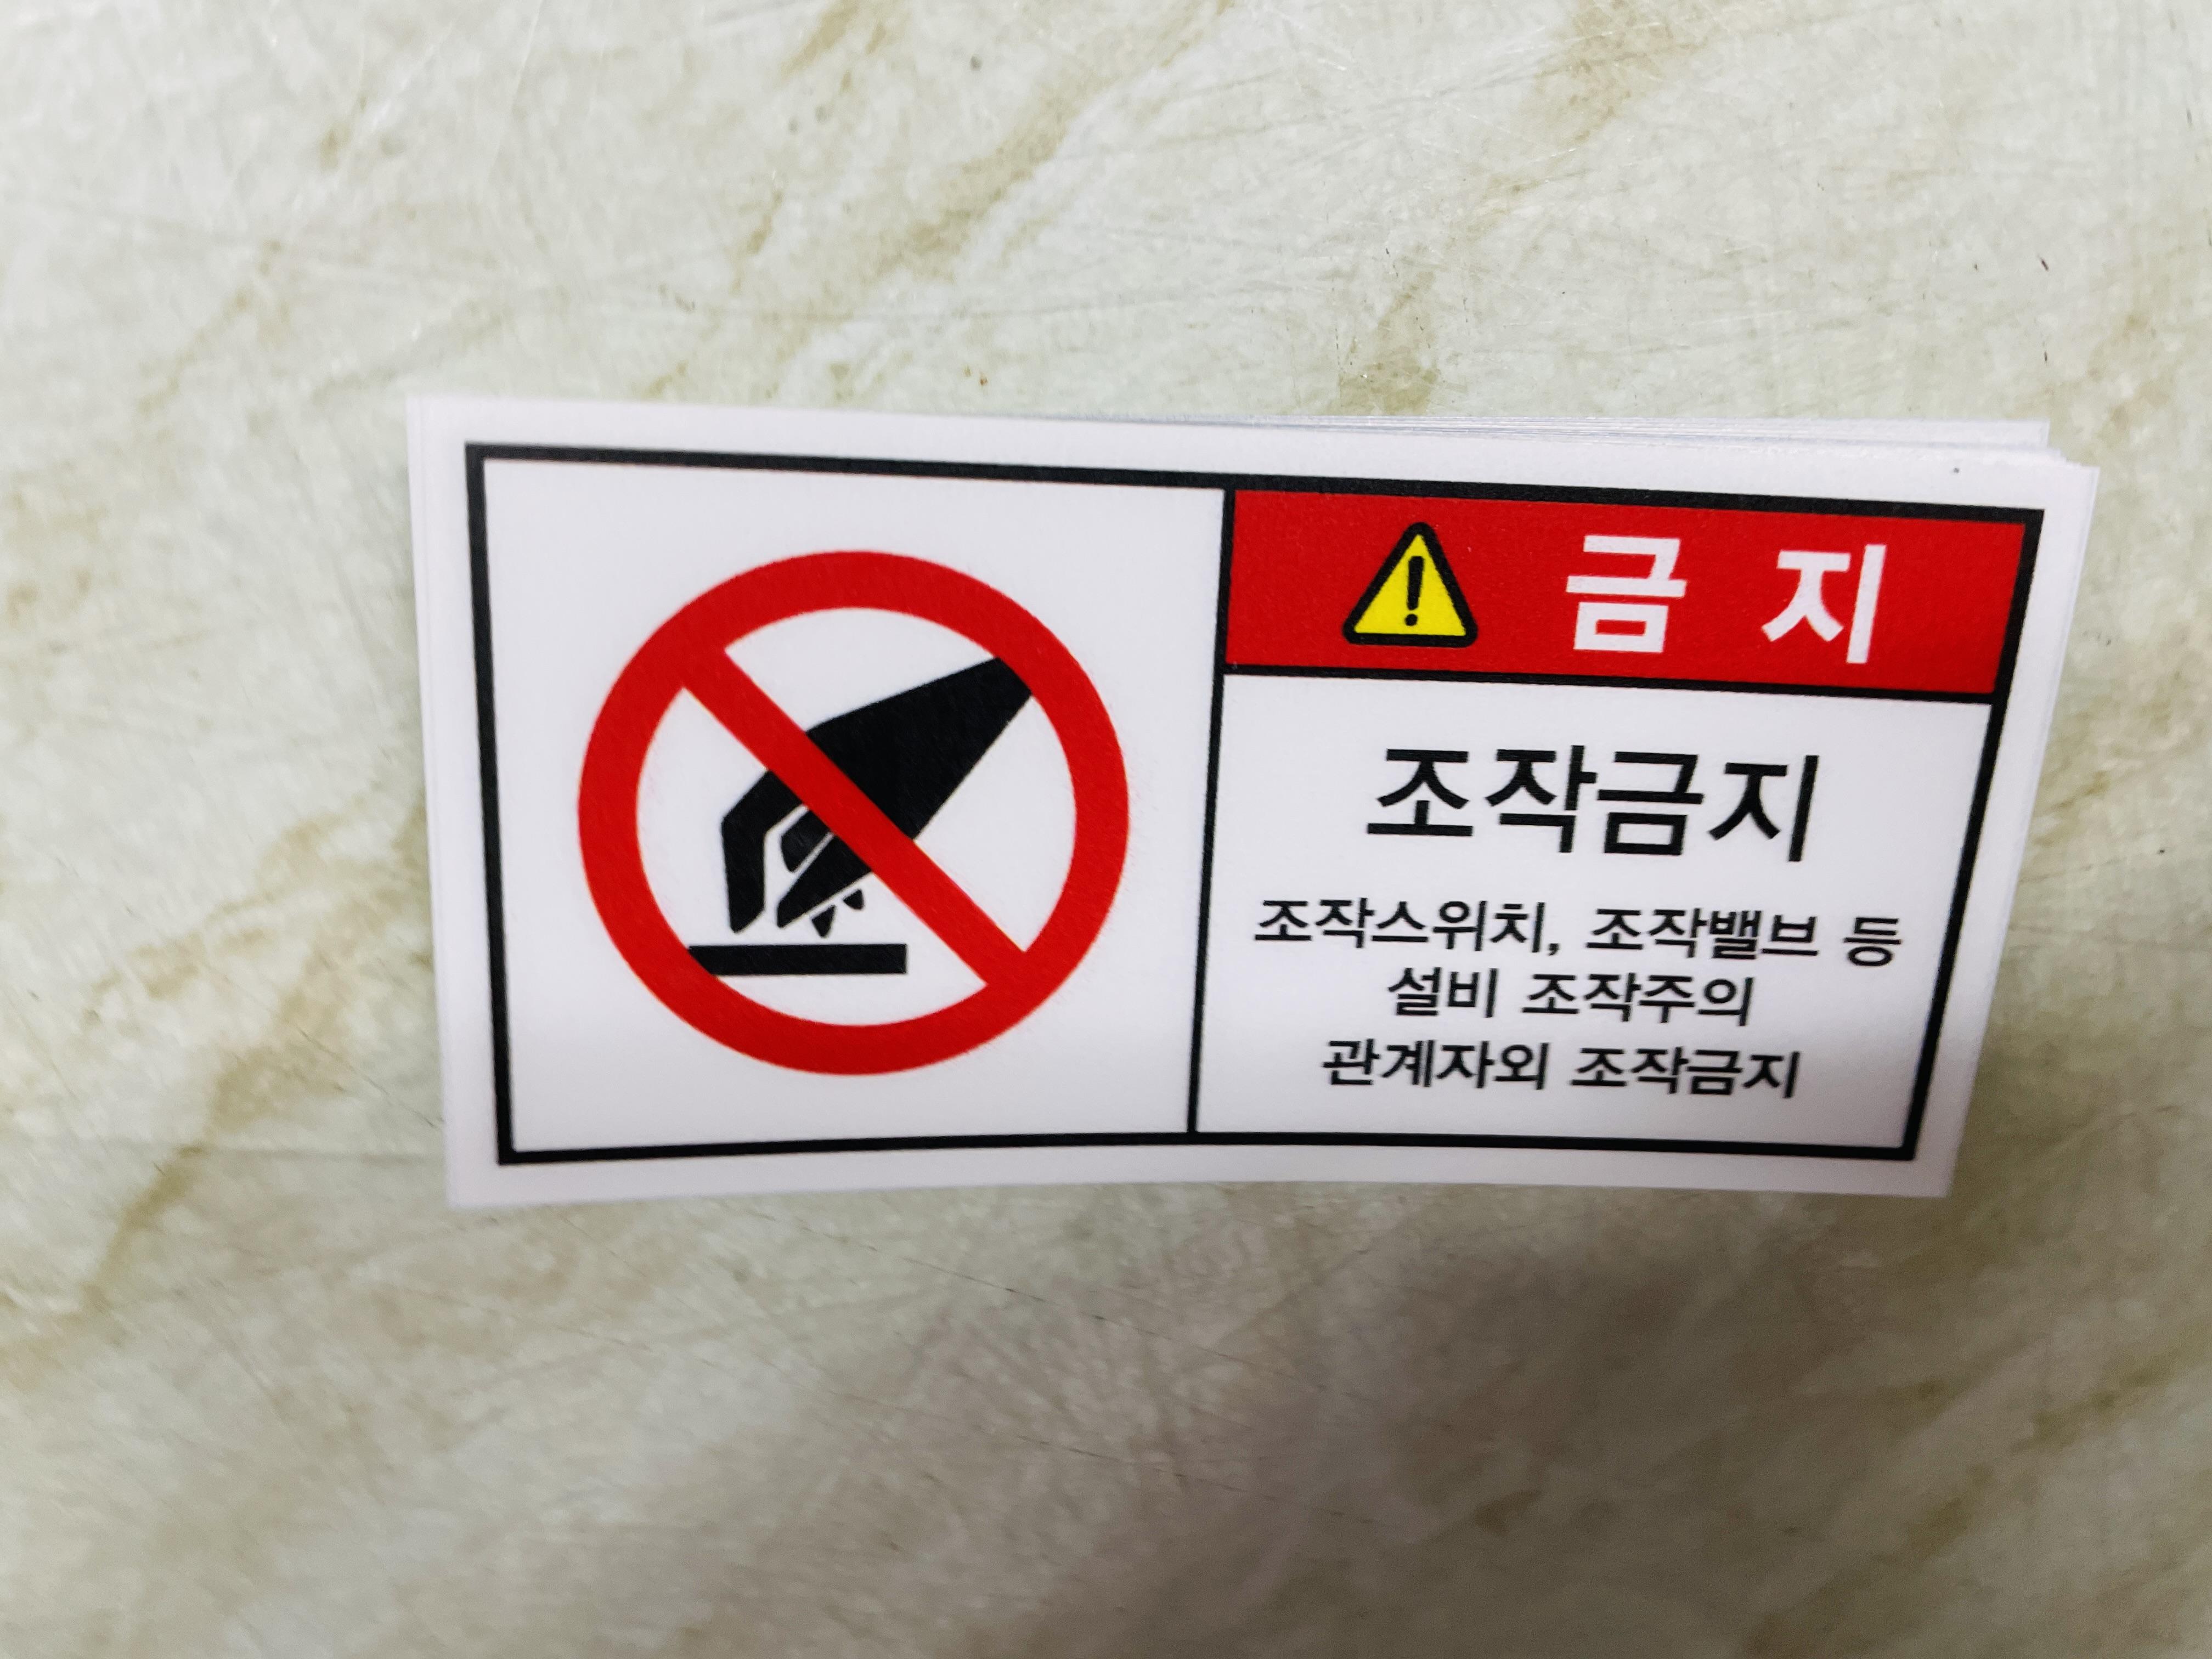 금 지
조작금지
조작스위치, 조작밸브 등
설비 조작주의
관계자외 조작금지